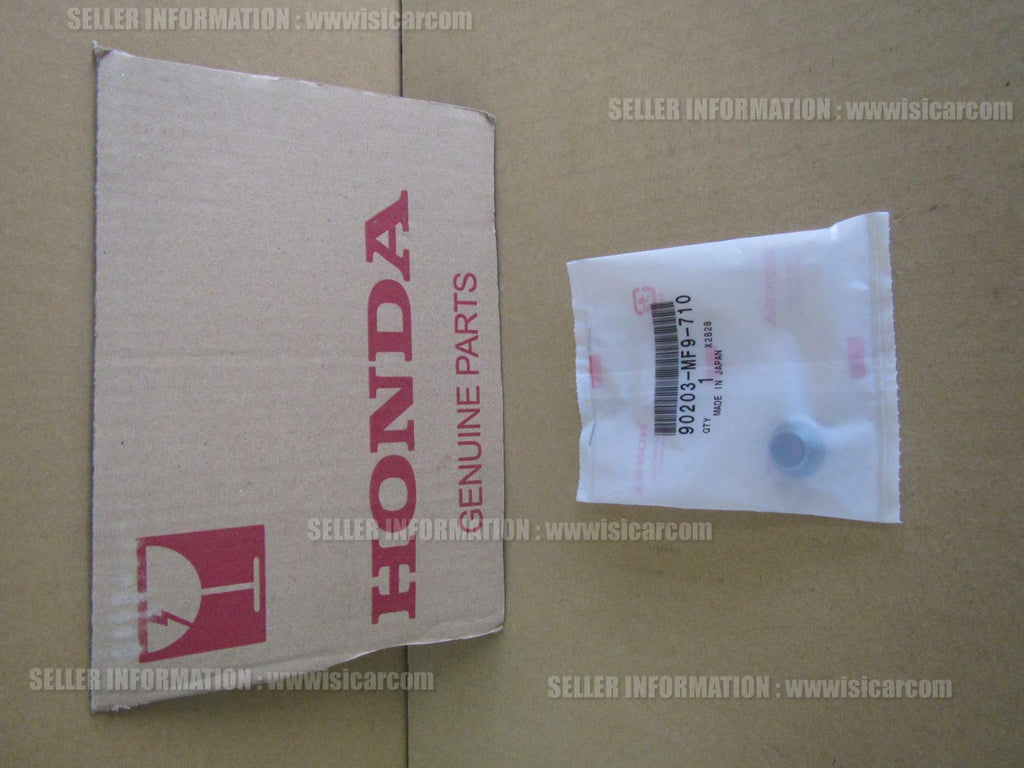 SELLER INFORMATION : wwwisicarcom
SELLER INFORMATION : wwwisicarcom
HONDA
GENUINE PARTS
90203-MF9-710
QTY 1
MADE IN JAPAN X2B28
SELLER INFORMATION : wwwisicarcom
SELLER INFORMATION : wwwisicarcom
SELLER INFORMATION : wwwisicarcom